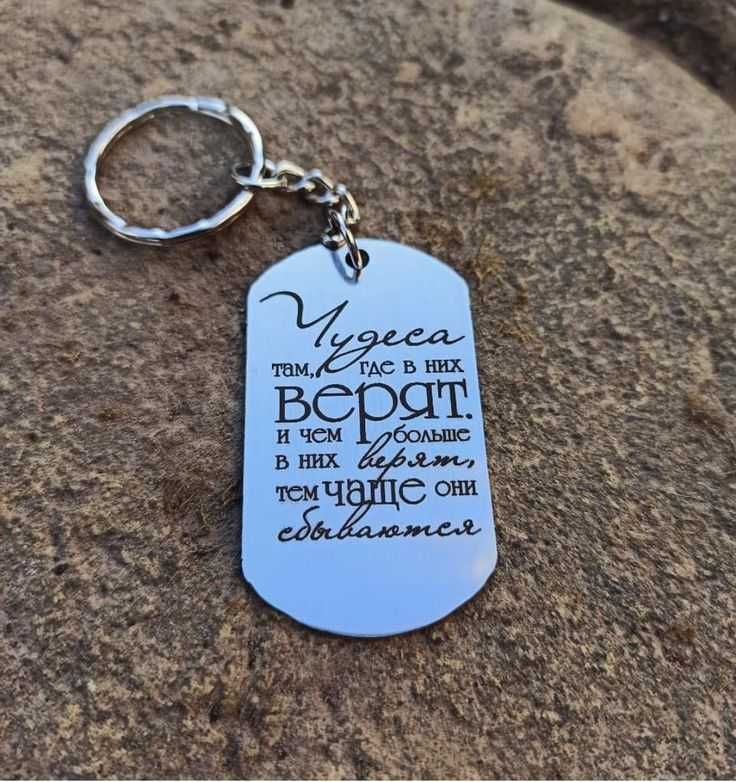 Чудеса
там, где в них
верят.
и чем больше
в них верят,
тем чаще они
сбываются